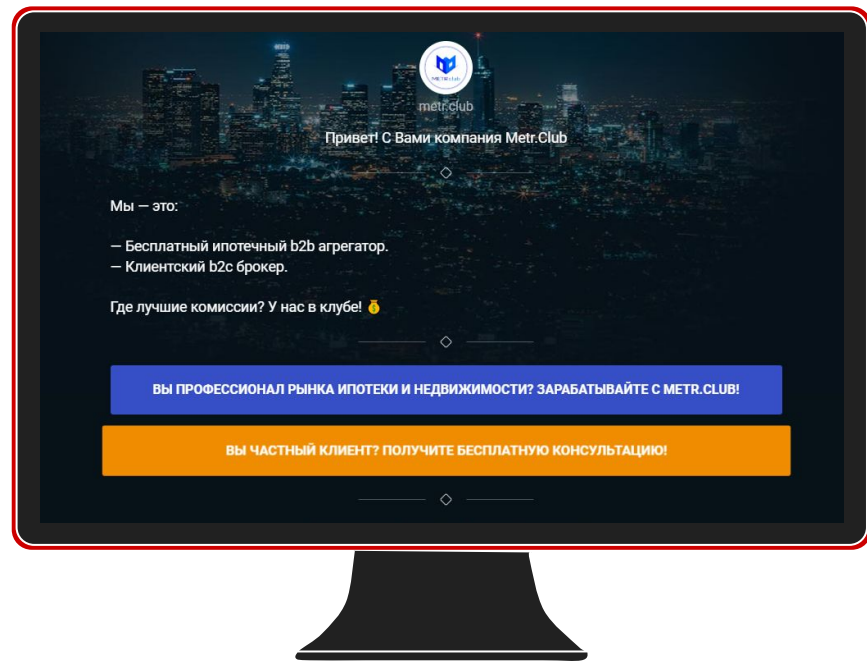 METR.club
metr.club
Привет! С Вами компания Metr.Club
Мы — это:
— Бесплатный ипотечный b2b агрегатор.
— Клиентский b2c брокер.
Где лучшие комиссии? У нас в клубе! 💰
ВЫ ПРОФЕССИОНАЛ РЫНКА ИПОТЕКИ И НЕДВИЖИМОСТИ? ЗАРАБАТЫВАЙТЕ С METR.CLUB!
ВЫ ЧАСТНЫЙ КЛИЕНТ? ПОЛУЧИТЕ БЕСПЛАТНУЮ КОНСУЛЬТАЦИЮ!